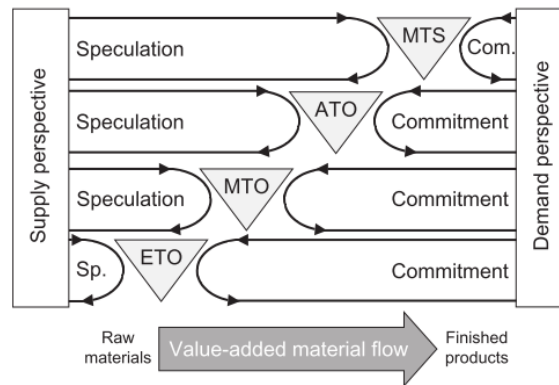 Supply perspective
Speculation
MTS
Com.
Speculation
ATO
Commitment
Speculation
MTO
Commitment
Sp.
ETO
Commitment
Demand perspective
Raw
materials
Value-added material flow
Finished
products